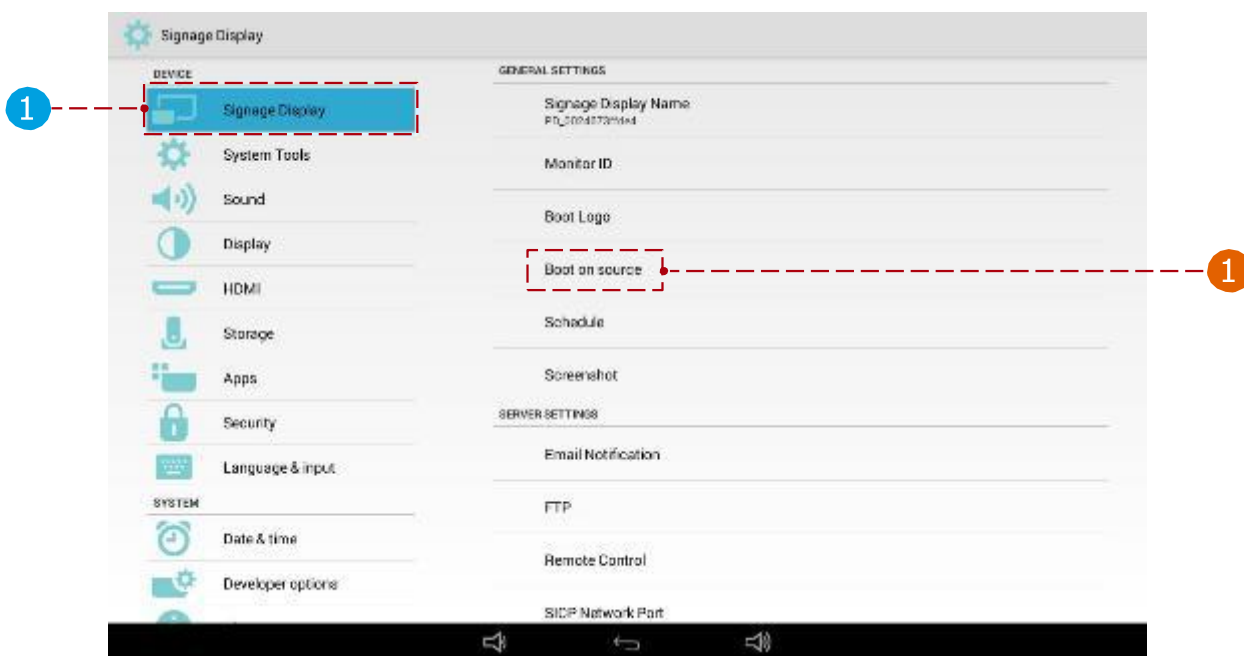 Signage Display
DEVICE
1
Signage Display
System Tools
Sound
Display
HDMI
Storage
Apps
Security
Language & input
SYSTEM
Date & time
Developer options
GENERAL SETTINGS
Signage Display Name
Monitor ID
Boot Logo
Boot on source
1
Schedule
Screenshot
SERVER SETTINGS
Email Notification
FTP
Remote Control
SICP Network Port